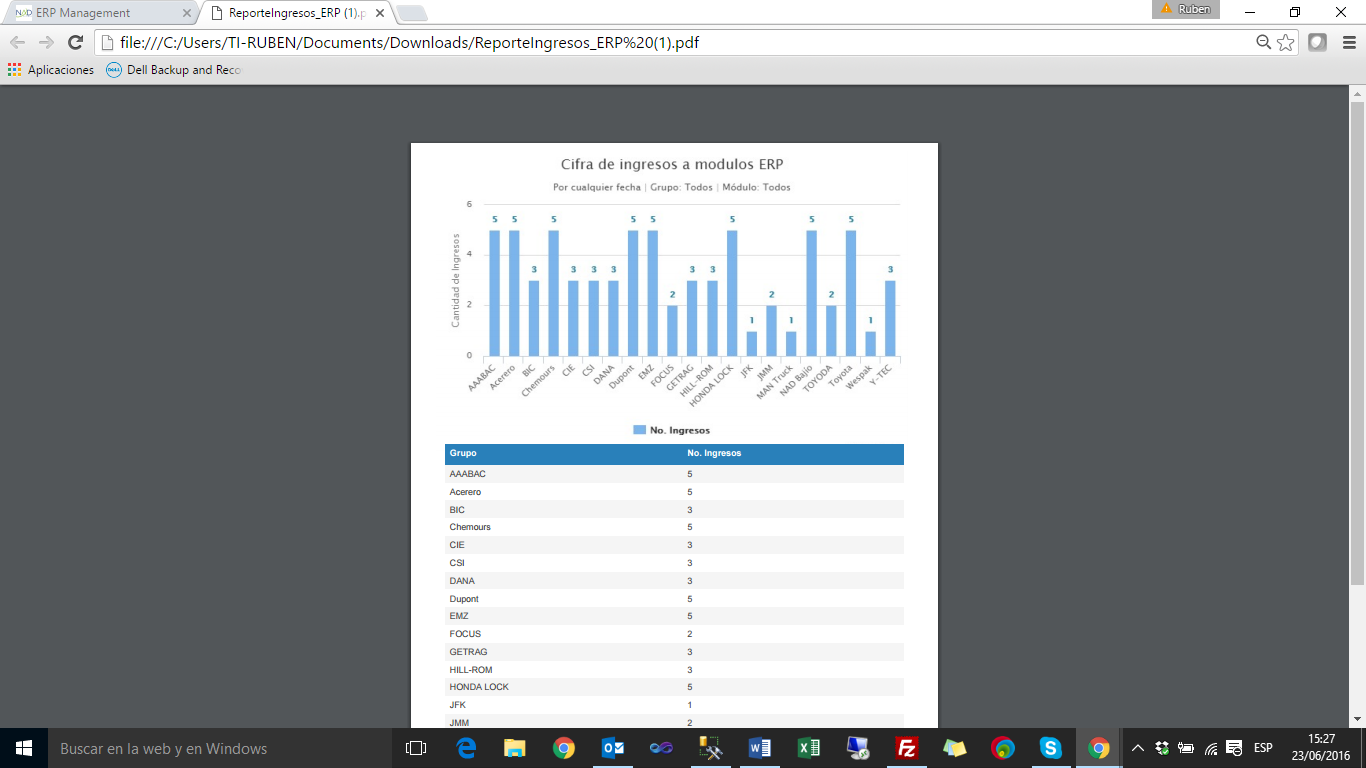 ERP Management
ReporteIngresos_ERP (1).p
Ruben
file:///C:/Users/TI-RUBEN/Documents/Downloads/ReporteIngresos_ERP%20(1).pdf
Aplicaciones
Dell Backup and Reco
Cifra de ingresos a modulos ERP
Por cualquier fecha | Grupo: Todos | Módulo: Todos
Cantidad de Ingresos
6
4
2
0
5 5 3 5 3 3 3 5 5 2 3 3 5 1 2 1 5 2 5 1 3
AAABAC Acerero BIC Chemours CIE CSI DANA Dupont EMZ FOCUS GETRAG HILL-ROM HONDA LOCK JFK JMM MAN Truck NAD Bajío TOYODA Toyota Wespak Y-TEC
No. Ingresos
Grupo No. Ingresos
AAABAC 5
Acerero 5
BIC 3
Chemours 5
CIE 3
CSI 3
DANA 3
Dupont 5
EMZ 5
FOCUS 2
GETRAG 3
HILL-ROM 3
HONDA LOCK 5
JFK 1
JMM 2
Buscar en la web y en Windows
ESP
15:27
23/06/2016